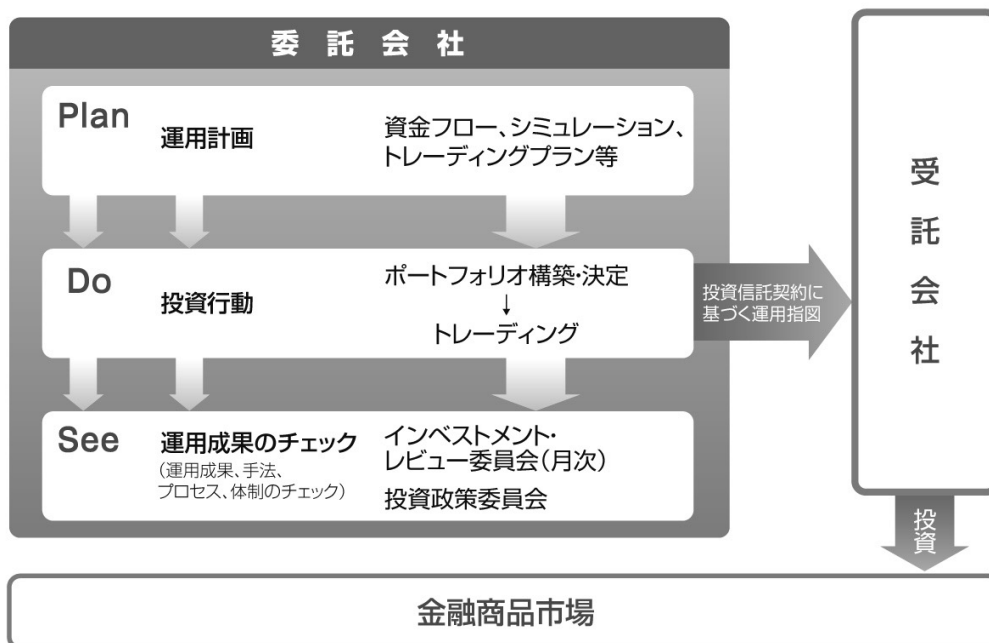 委託会社
Plan
運用計画
資金フロー、シミュレーション、
トレーディングプラン等
Do
投資行動
ポートフォリオ構築・決定
↓
トレーディング
See
運用成果のチェック
(運用成果、手法、
プロセス、体制のチェック)
インベストメント・
レビュー委員会(月次)
投資政策委員会
投資信託契約に
基づく運用指図
受託会社
投資
金融商品市場